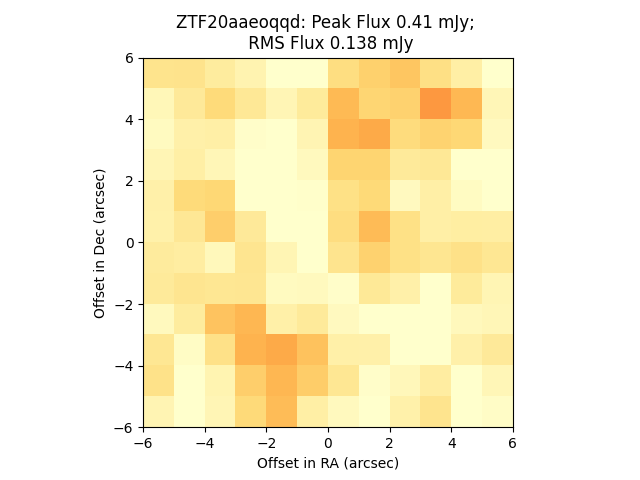 ZTF20aaeoqqd: Peak Flux 0.41 mJy;
RMS Flux 0.138 mJy
6
4
2
0
−2
−4
−6
Offset in Dec (arcsec)
−6 −4 −2 0 2 4 6
Offset in RA (arcsec)